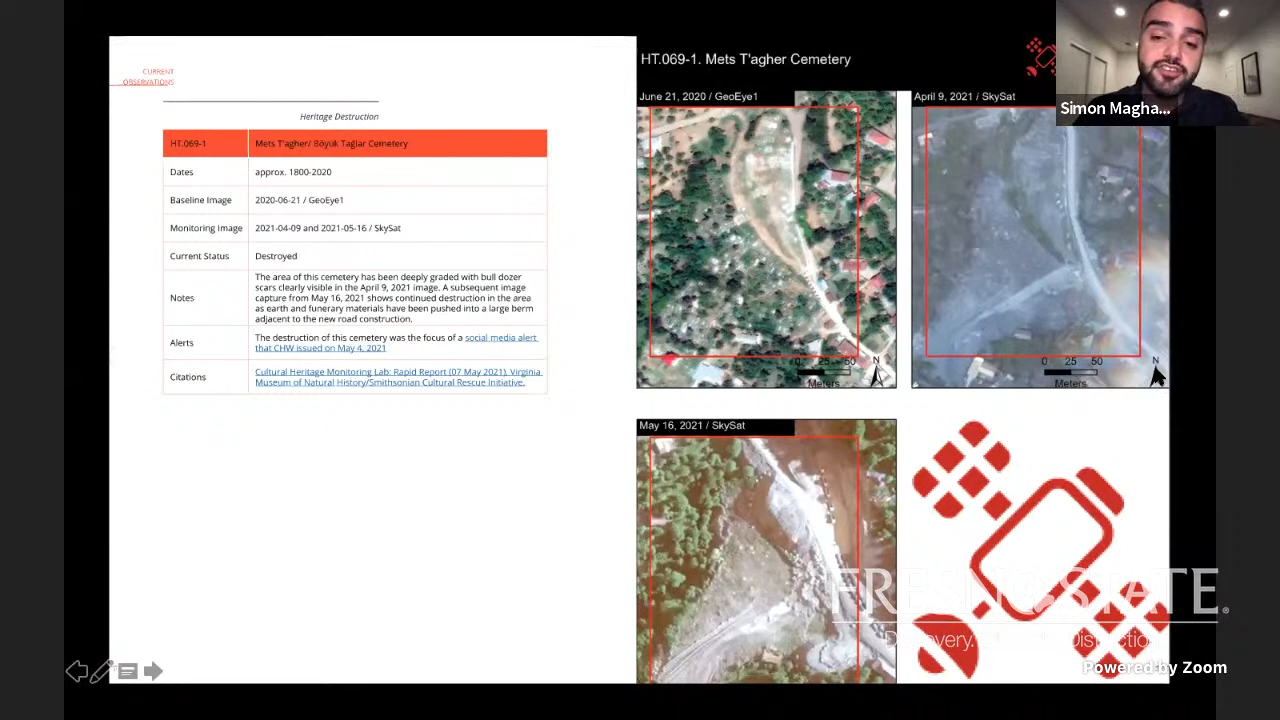 CURRENT
OBSERVATIONS
Heritage Destruction
HT.069-1 Mets T'agher/ Böyük Tağlar Cemetery
Dates approx. 1800-2020
Baseline Image 2020-06-21 / GeoEye1
Monitoring Image 2021-04-09 and 2021-05-16 / SkySat
Current Status Destroyed
Notes The area of this cemetery has been deeply graded with bull dozer
scars clearly visible in the April 9, 2021 image. A subsequent image
capture from May 16, 2021 shows continued destruction in the area
as earth and funerary materials have been pushed into a large berm
adjacent to the new road construction.
Alerts The destruction of this cemetery was the focus of a social media alert
that CHW issued on May 4, 2021
Citations Cultural Heritage Monitoring Lab: Rapid Report (07 May 2021). Virginia
Museum of Natural History/Smithsonian Cultural Rescue Initiative.
HT.069-1. Mets T'agher Cemetery
June 21, 2020 / GeoEye1
0 25 50
Meters
N
April 9, 2021 / SkySat
0 25 50
Meters
N
May 16, 2021 / SkySat
Simon Magha...
FRESNO STATE®
Discovery. Distinction
Powered by Zoom